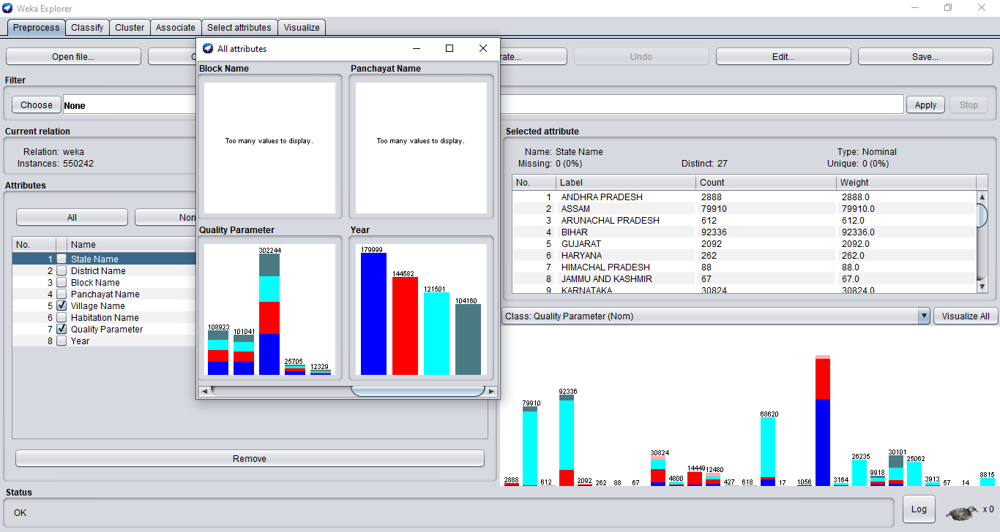 Weka Explorer
Preprocess Classify Cluster Associate Select attributes Visualize
All attributes
Open file... rate... Undo Edit... Save...
Block Name Panchayat Name
Filter
Choose None Apply Stop
Too many values to display. Too many values to display.
Current relation
Relation: weka
Instances: 550242
Selected attribute
Name: State Name Type: Nominal
Missing: 0 (0%) Distinct: 27 Unique: 0 (0%)
No. Label Count Weight
1 ANDHRA PRADESH 2888 2888.0
2 ASSAM 79910 79910.0
3 ARUNACHAL PRADESH 612 612.0
4 BIHAR 92336 92336.0
5 GUJARAT 2092 2092.0
6 HARYANA 262 262.0
7 HIMACHAL PRADESH 88 88.0
8 JAMMU AND KASHMIR 67 67.0
9 KARNATAKA 30824 30824.0
Attributes
All Non
No. Name
1 State Name
2 District Name
3 Block Name
4 Panchayat Name
5 Village Name
6 Habitation Name
7 Quality Parameter
8 Year
Quality Parameter Year
108923 101041 302244 25705 12329
179999 144582 121501 104160
Class: Quality Parameter (Nom) Visualize All
2888 79910 612 92336 2092 262 88 67 30824 4800 14449 12480 427 618 68620 17 1056 3164 26235 9918 30101 25062 3913 57 14 8815
Remove
Status
OK
Log x 0